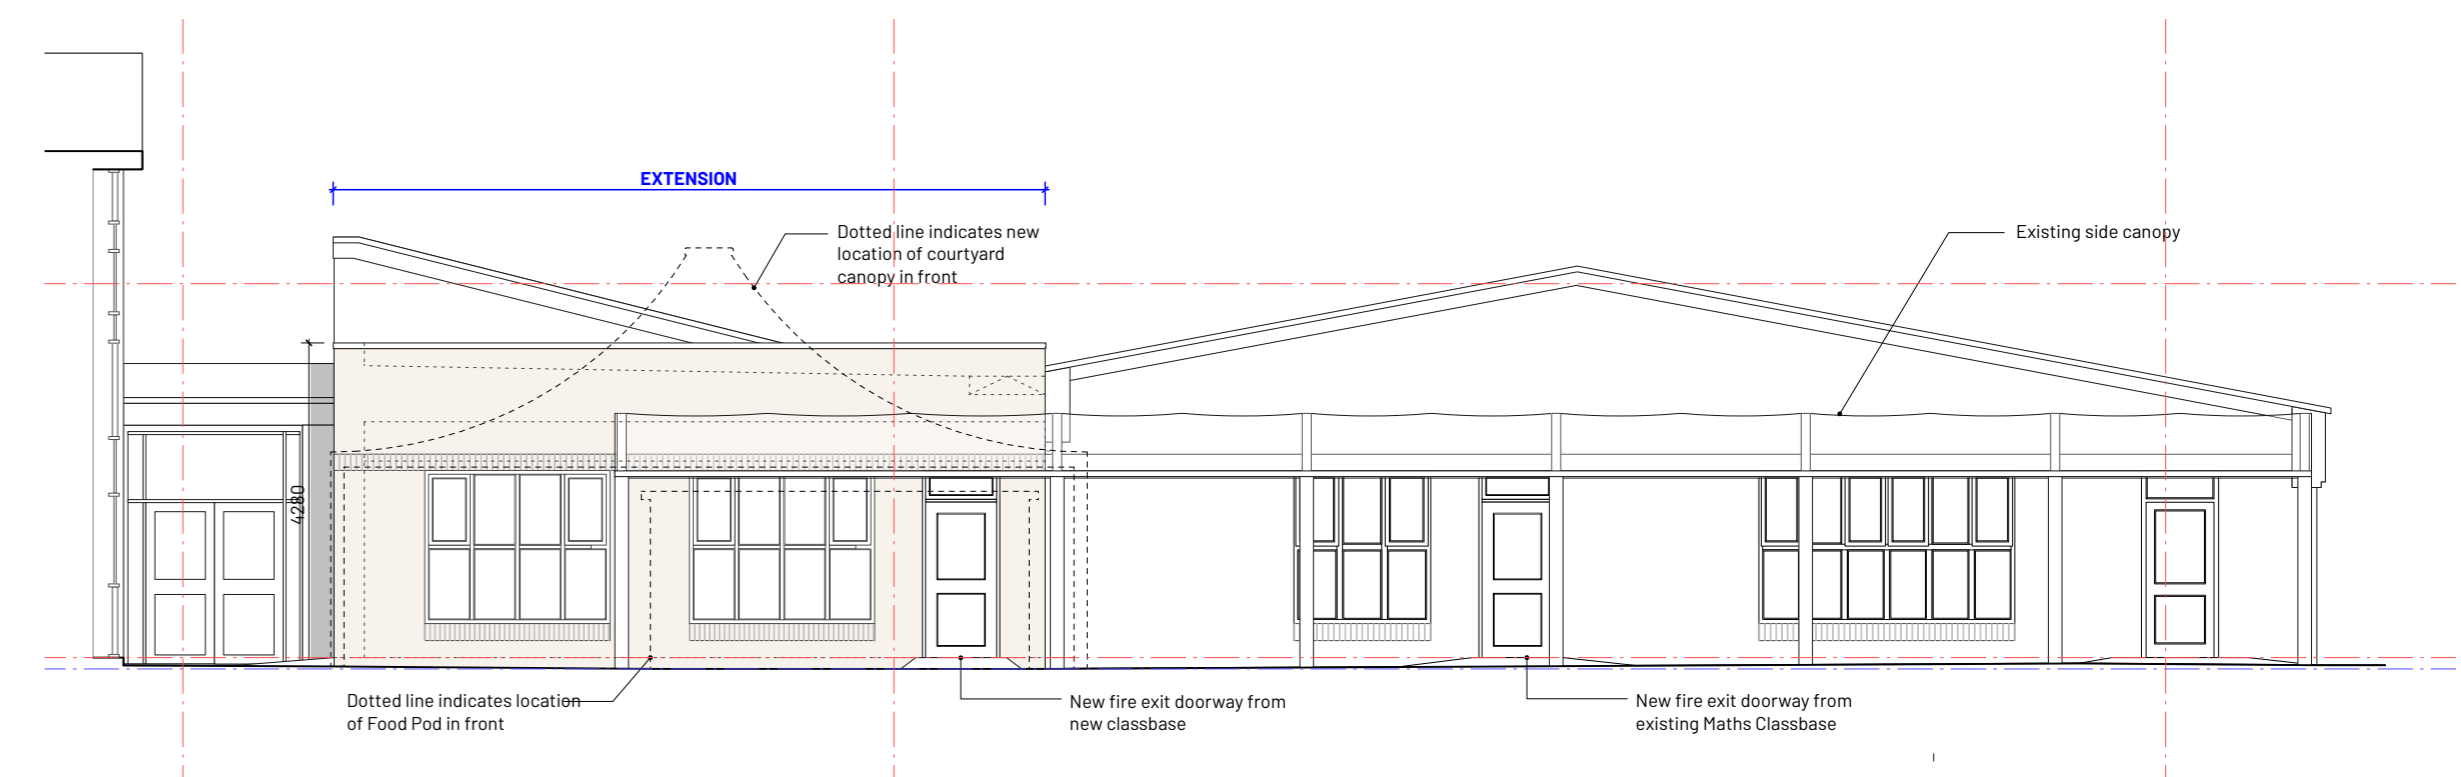 EXTENSION
Dotted line indicates new
location of courtyard
canopy in front
Existing side canopy
4280
Dotted line indicates location
of Food Pod in front
New fire exit doorway from
new classbase
New fire exit doorway from
existing Maths Classbase